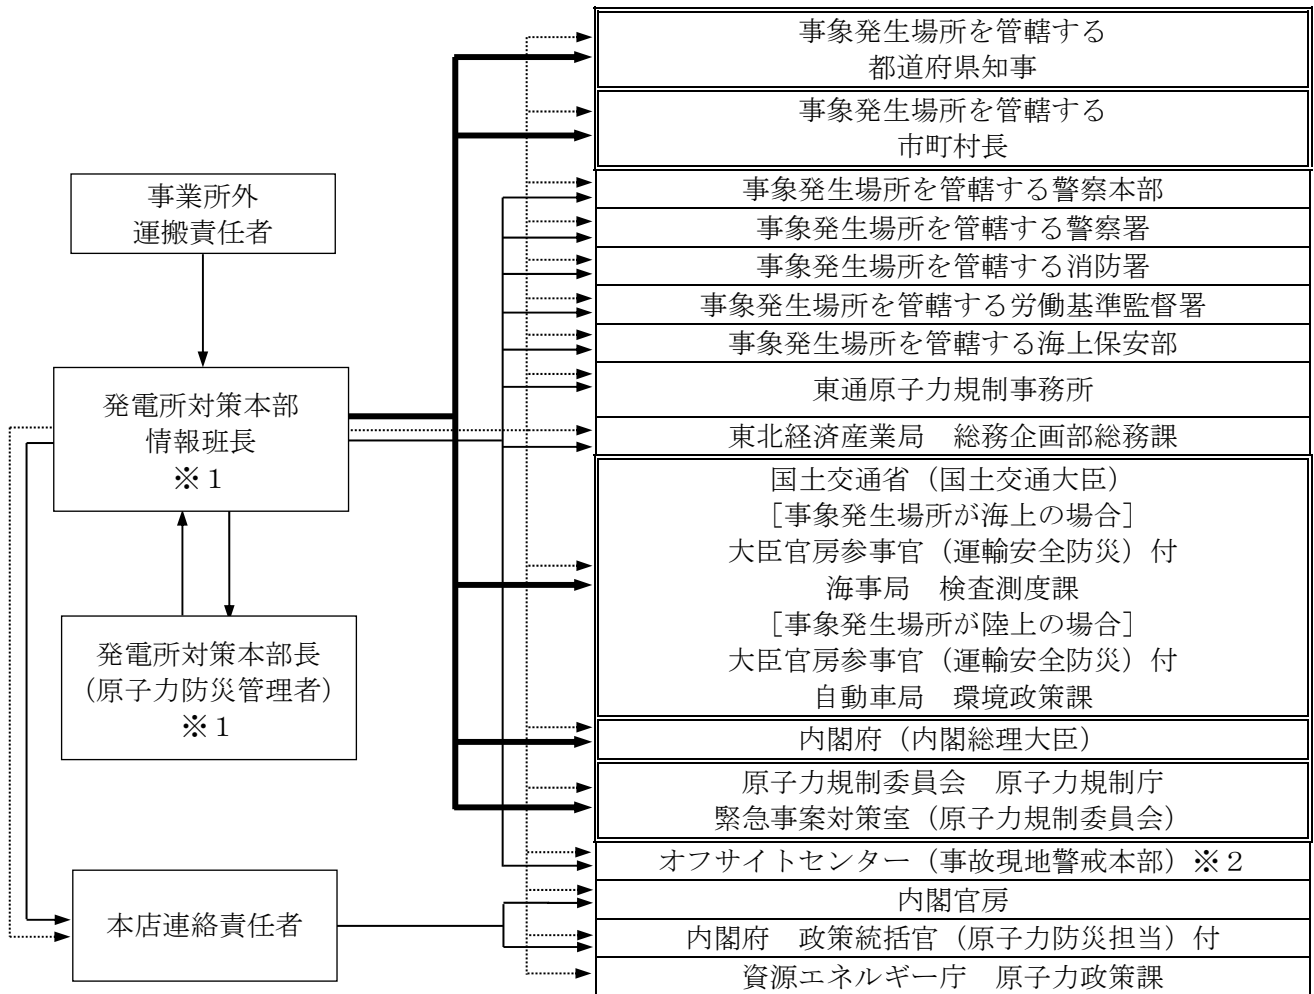 事業所外
運搬責任者
発電所対策本部
情報班長
※１
発電所対策本部長
（原子力防災管理者）
※１
本店連絡責任者
事象発生場所を管轄する
都道府県知事
事象発生場所を管轄する
市町村長
事象発生場所を管轄する警察本部
事象発生場所を管轄する警察署
事象発生場所を管轄する消防署
事象発生場所を管轄する労働基準監督署
事象発生場所を管轄する海上保安部
東通原子力規制事務所
東北経済産業局　総務企画部総務課
国土交通省（国土交通大臣）
［事象発生場所が海上の場合］
大臣官房参事官（運輸安全防災）付
海事局　検査測度課
［事象発生場所が陸上の場合］
大臣官房参事官（運輸安全防災）付
自動車局　環境政策課
内閣府（内閣総理大臣）
原子力規制委員会　原子力規制庁
緊急事案対策室（原子力規制委員会）
オフサイトセンター（事故現地警戒本部）※２
内閣官房
内閣府　政策統括官（原子力防災担当）付
資源エネルギー庁　原子力政策課